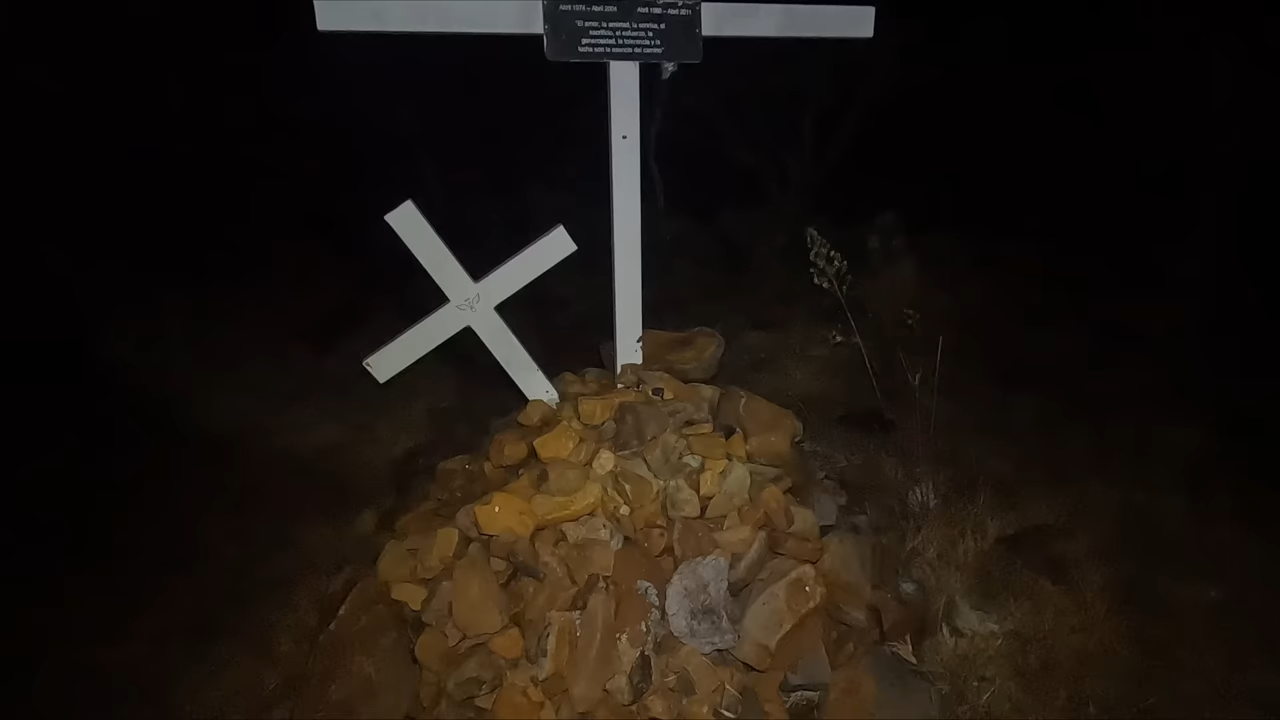 Abril 1974 – Abril 2004 Abril 1988 – Abril 2011
"El amor, la amistad, la sonrisa, el
sacrificio, el esfuerzo, la
generosidad, la tolerancia y la
lucha son la esencia del camino"